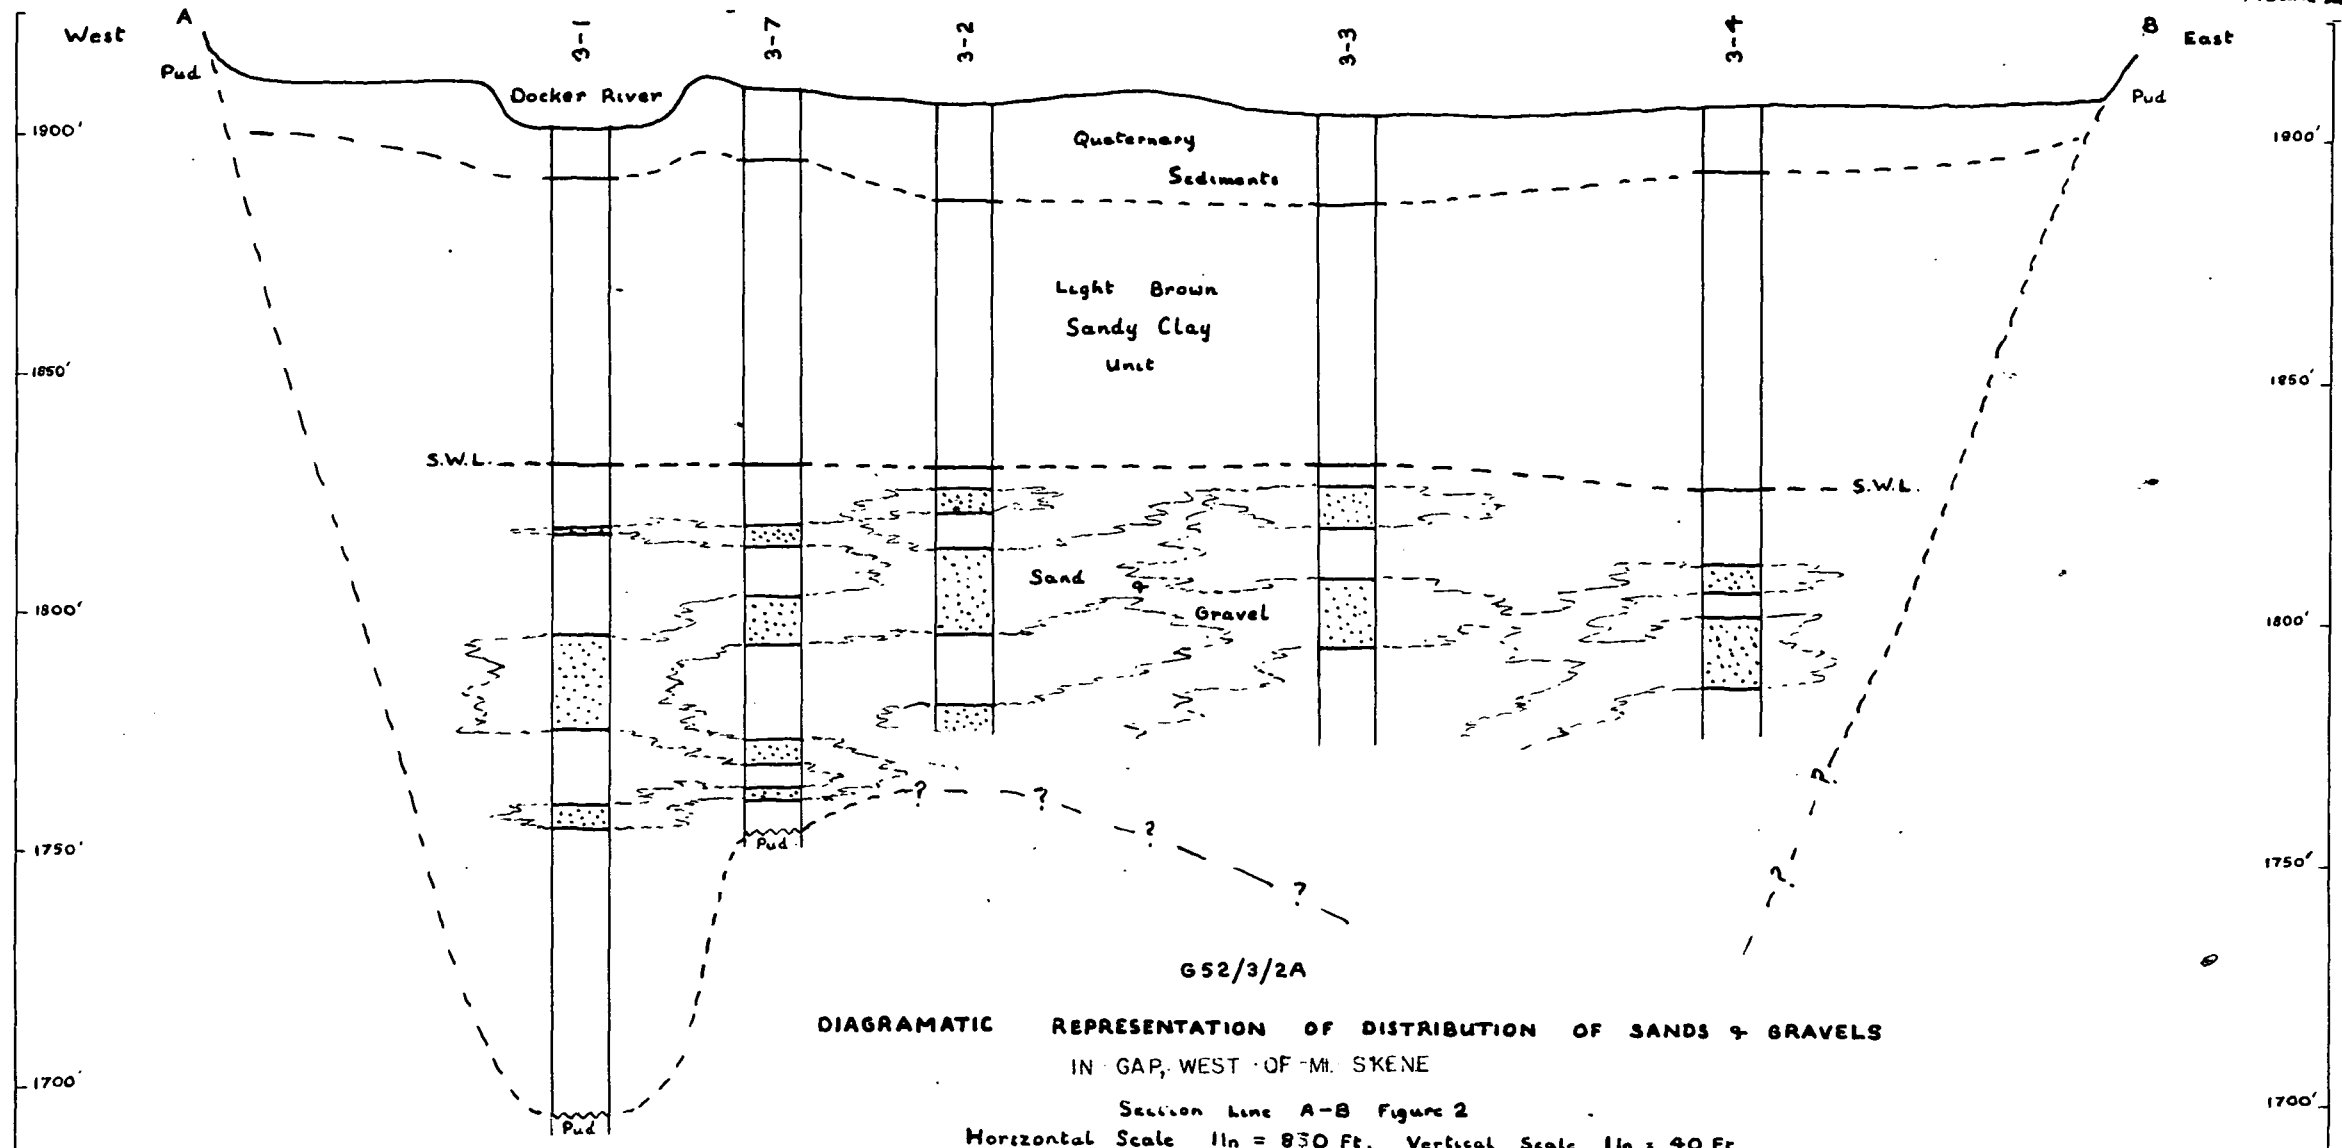 A
West
3-1
3-7
3-2
3-3
3-4
B
East
Pud
Docker River
Pud
1900'
1900'
Quaternary
Sediments
Light Brown
Sandy Clay
Unit
1850'
1850'
S.W.L.
S.W.L.
Sand
&
Gravel
1800'
1800'
?
?
?
?
?
?
Pud
1750'
1750'
G52/3/2A
DIAGRAMATIC REPRESENTATION OF DISTRIBUTION OF SANDS & GRAVELS
IN GAP, WEST OF Mt. SKENE
1700'
1700'
Section Line A-B Figure 2
Pud
Horizontal Scale 1In = 830 Ft. Vertical Scale 1In = 40 Ft